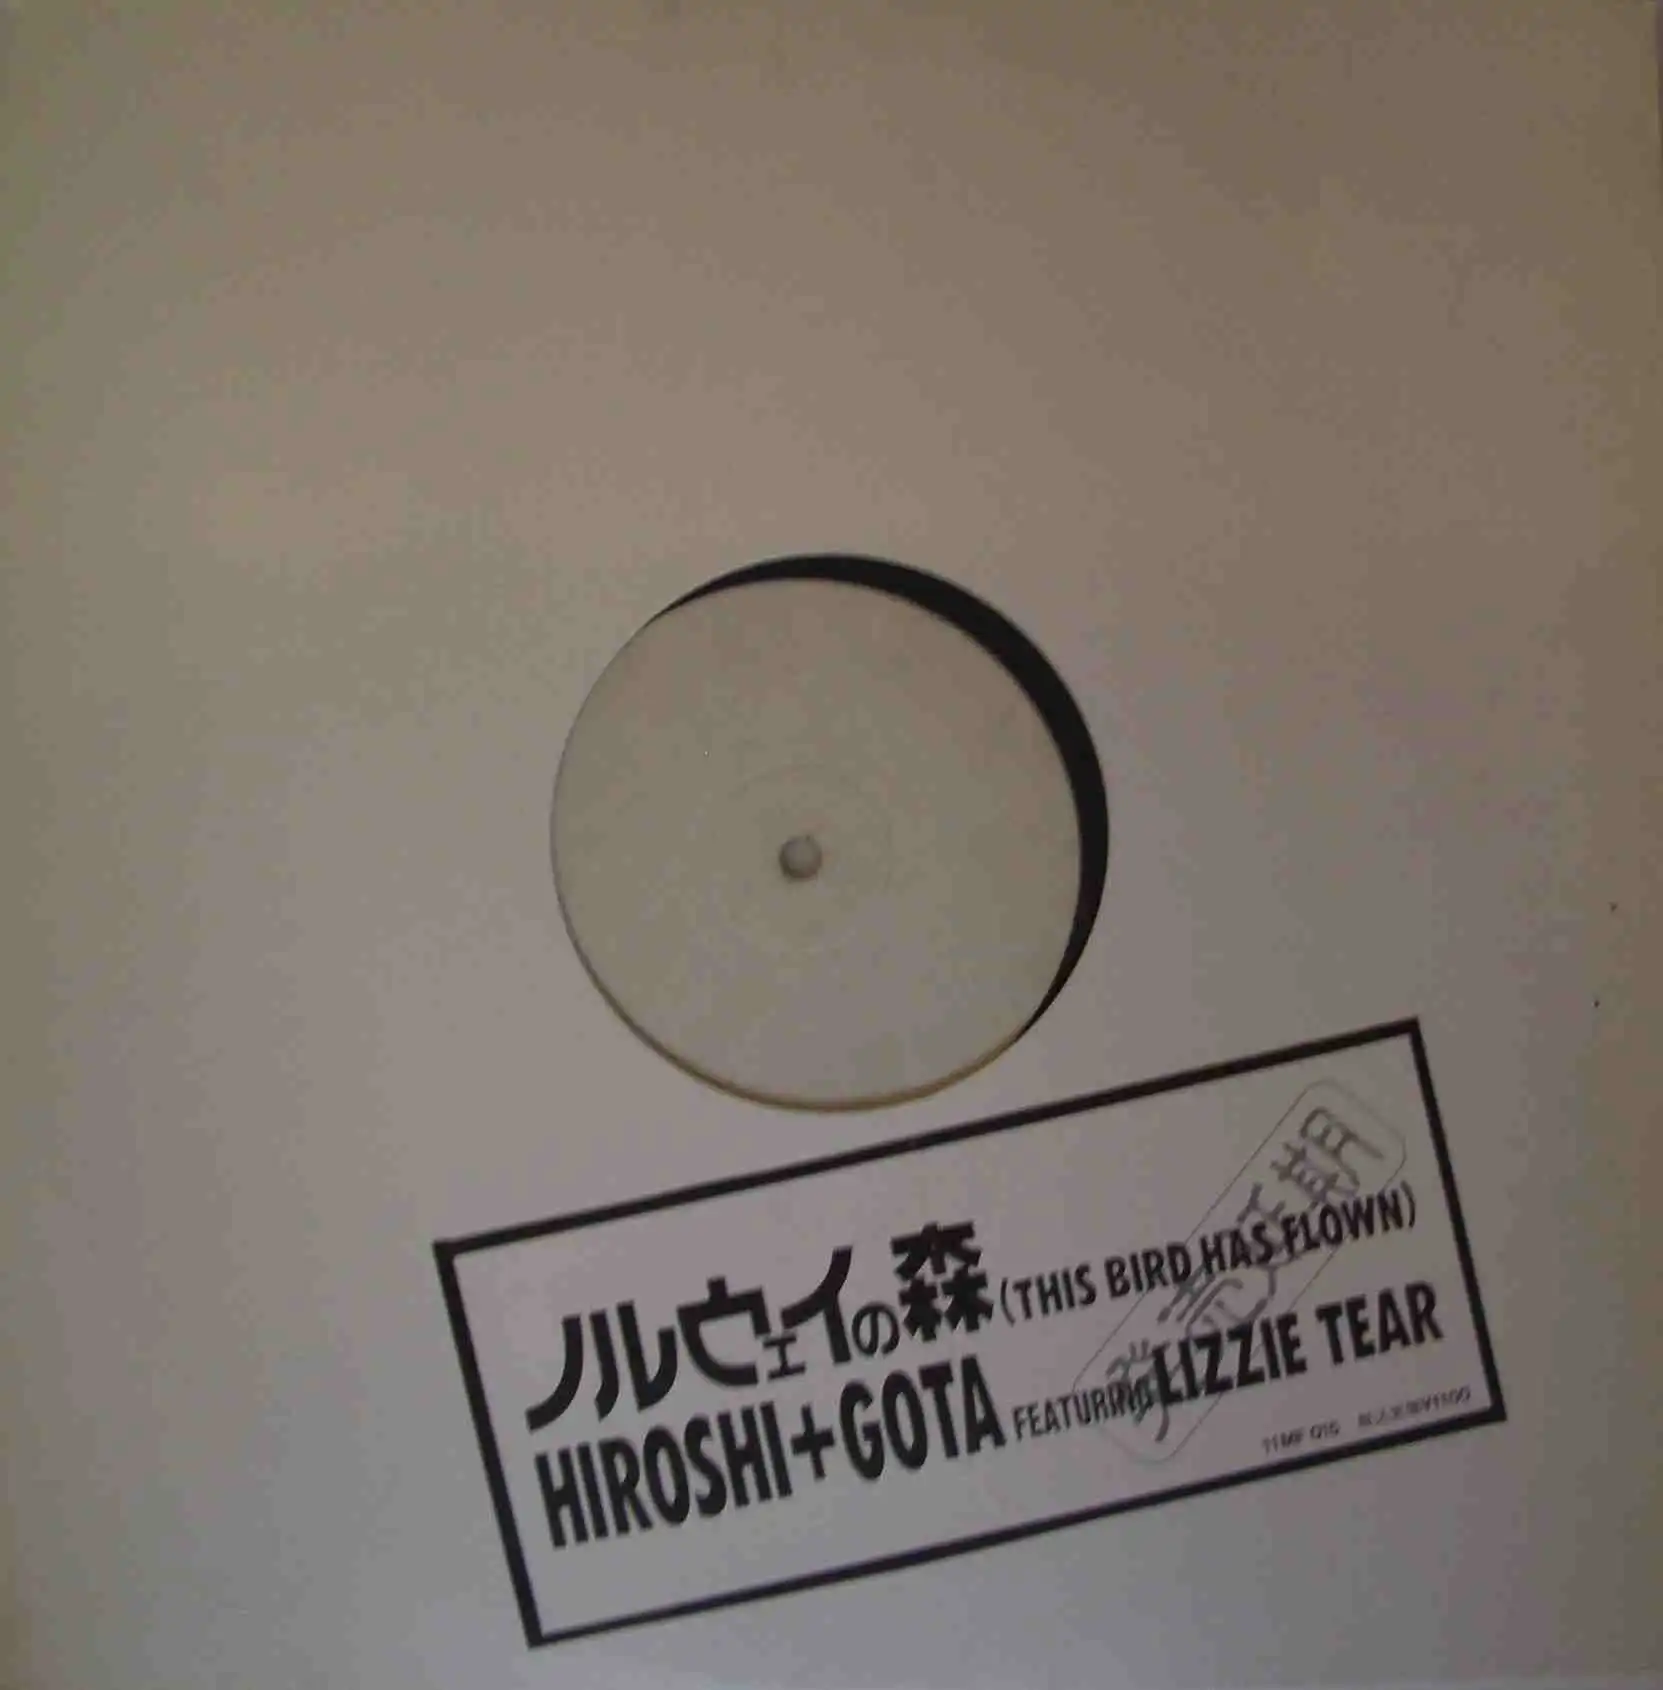 ノルウェイの森(THIS BIRD HAS FLOWN)
HIROSHI+GOTA FEATURING LIZZIE TEAR